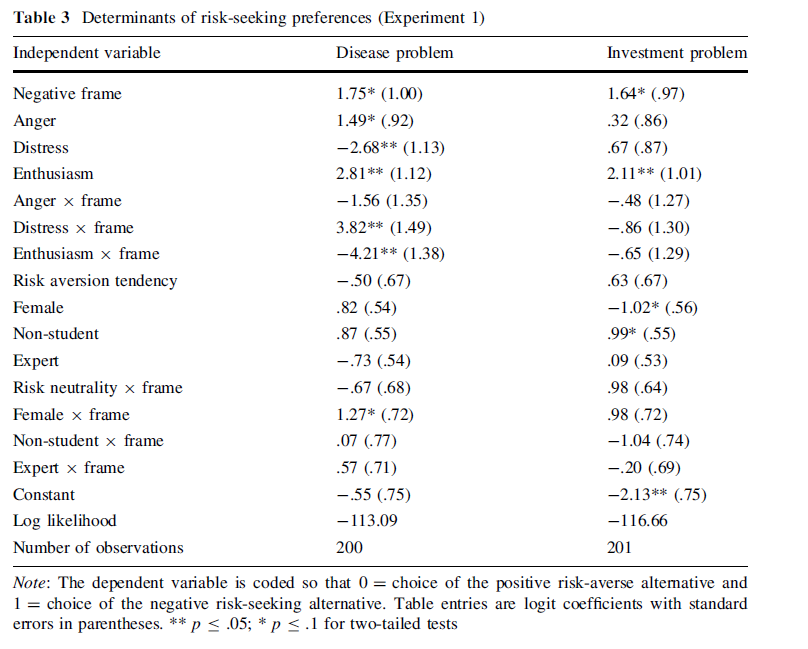 Table 3 Determinants of risk-seeking preferences (Experiment 1)
Independent variable Disease problem Investment problem
Negative frame 1.75* (1.00) 1.64* (.97)
Anger 1.49* (.92) .32 (.86)
Distress −2.68** (1.13) .67 (.87)
Enthusiasm 2.81** (1.12) 2.11** (1.01)
Anger × frame −1.56 (1.35) −.48 (1.27)
Distress × frame 3.82** (1.49) −.86 (1.30)
Enthusiasm × frame −4.21** (1.38) −.65 (1.29)
Risk aversion tendency −.50 (.67) .63 (.67)
Female .82 (.54) −1.02* (.56)
Non-student .87 (.55) .99* (.55)
Expert −.73 (.54) .09 (.53)
Risk neutrality × frame −.67 (.68) .98 (.64)
Female × frame 1.27* (.72) .98 (.72)
Non-student × frame .07 (.77) −1.04 (.74)
Expert × frame .57 (.71) −.20 (.69)
Constant −.55 (.75) −2.13** (.75)
Log likelihood −113.09 −116.66
Number of observations 200 201
Note: The dependent variable is coded so that 0 = choice of the positive risk-averse alternative and
1 = choice of the negative risk-seeking alternative. Table entries are logit coefficients with standard
errors in parentheses. ** p ≤ .05; * p ≤ .1 for two-tailed tests